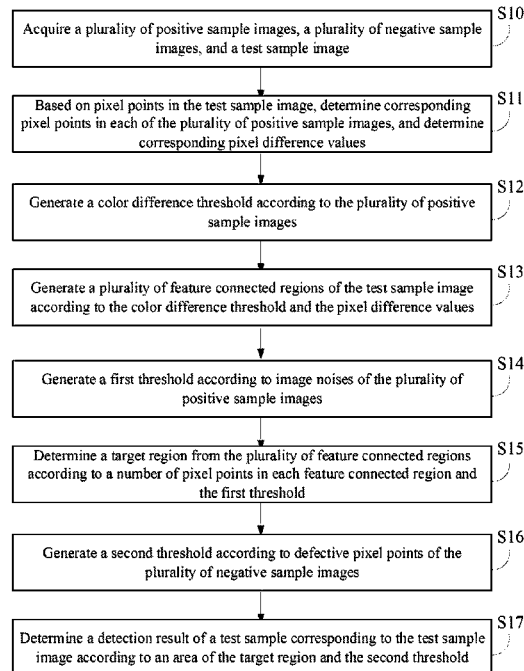 S10
Acquire a plurality of positive sample images, a plurality of negative sample
images, and a test sample image
S11
Based on pixel points in the test sample image, determine corresponding
pixel points in each of the plurality of positive sample images, and determine
corresponding pixel difference values
S12
Generate a color difference threshold according to the plurality of positive
sample images
S13
Generate a plurality of feature connected regions of the test sample image
according to the color difference threshold and the pixel difference values
S14
Generate a first threshold according to image noises of the plurality of
positive sample images
S15
Determine a target region from the plurality of feature connected regions
according to a number of pixel points in each feature connected region and
the first threshold
S16
Generate a second threshold according to defective pixel points of the
plurality of negative sample images
S17
Determine a detection result of a test sample corresponding to the test sample
image according to an area of the target region and the second threshold